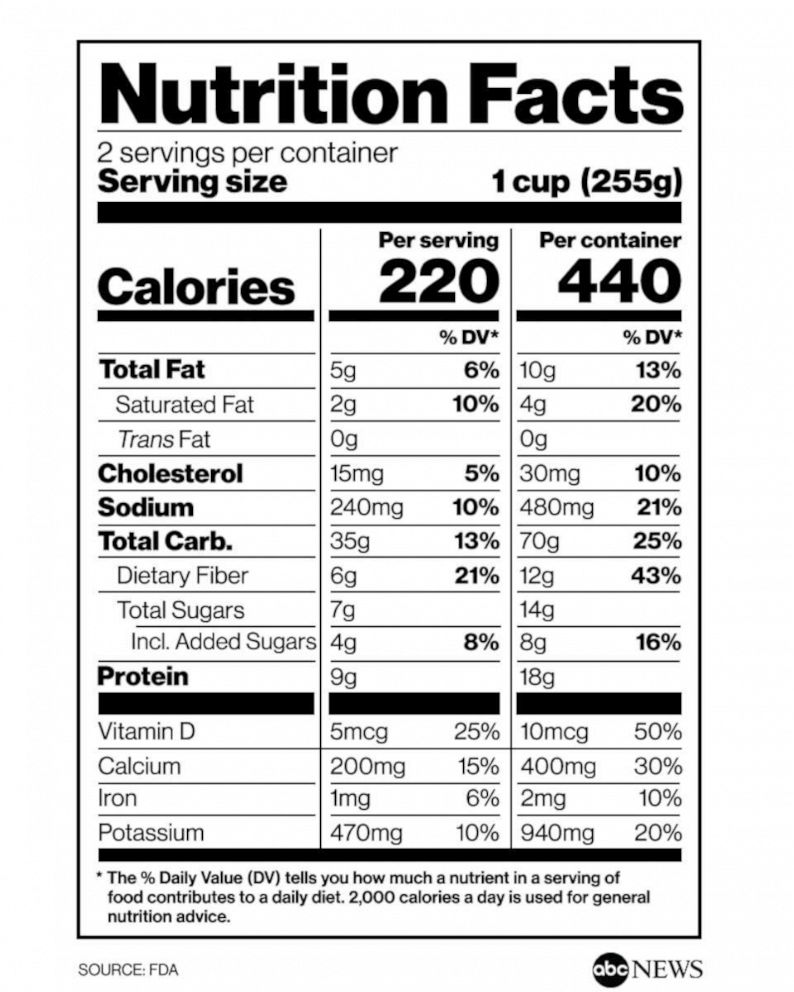 Nutrition Facts
2 servings per container
Serving size 1 cup (255g)
Per serving Per container
Calories 220 440
% DV* % DV*
Total Fat 5g 6% 10g 13%
Saturated Fat 2g 10% 4g 20%
Trans Fat 0g 0g
Cholesterol 15mg 5% 30mg 10%
Sodium 240mg 10% 480mg 21%
Total Carb. 35g 13% 70g 25%
Dietary Fiber 6g 21% 12g 43%
Total Sugars 7g 14g
Incl. Added Sugars 4g 8% 8g 16%
Protein 9g 18g
Vitamin D 5mcg 25% 10mcg 50%
Calcium 200mg 15% 400mg 30%
Iron 1mg 6% 2mg 10%
Potassium 470mg 10% 940mg 20%
* The % Daily Value (DV) tells you how much a nutrient in a serving of
food contributes to a daily diet. 2,000 calories a day is used for general
nutrition advice.
SOURCE: FDA abc NEWS